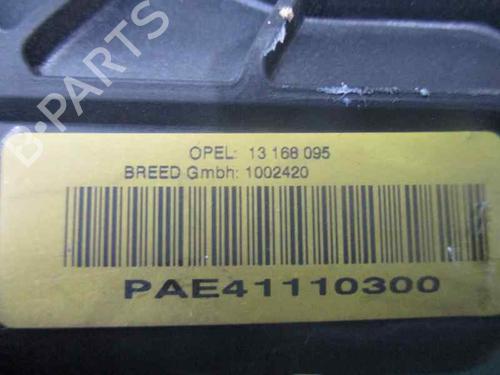 B-PARTS
OPEL: 13 168 095
BREED Gmbh: 1002420
PAE41110300